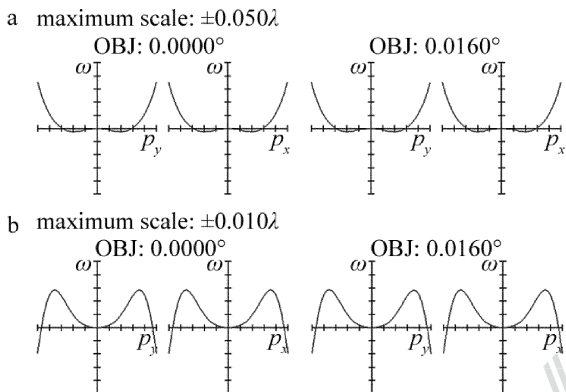 a maximum scale: ±0.050λ
OBJ: 0.0000° OBJ: 0.0160°
ω ω ω ω
p_y p_x p_y p_x
b maximum scale: ±0.010λ
OBJ: 0.0000° OBJ: 0.0160°
ω ω ω ω
p_y p_x p_y p_x